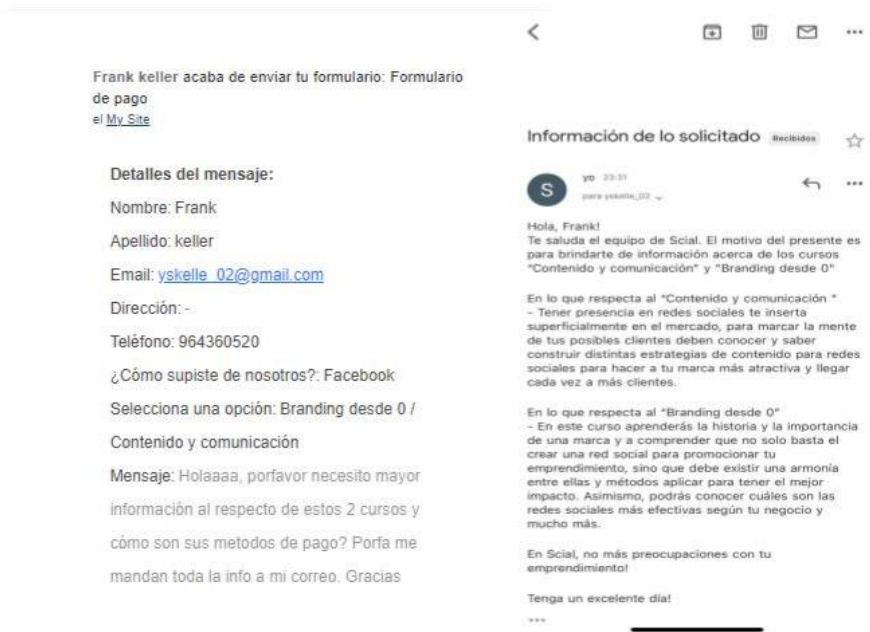 Frank keller acaba de enviar tu formulario: Formulario
de pago
el My Site
Detalles del mensaje:
Nombre: Frank
Apellido: keller
Email: yskelle_02@gmail.com
Dirección: -
Teléfono: 964360520
¿Cómo supiste de nosotros?: Facebook
Selecciona una opción: Branding desde 0 /
Contenido y comunicación
Mensaje: Holaaaa, porfavor necesito mayor
información al respecto de estos 2 cursos y
cómo son sus metodos de pago? Porfa me
mandan toda la info a mi correo. Gracias
Información de lo solicitado Recibidos
S
yo 23:31
para yskelle_02
Hola, Frank!
Te saluda el equipo de Scial. El motivo del presente es
para brindarte de información acerca de los cursos
"Contenido y comunicación" y "Branding desde 0"
En lo que respecta al "Contenido y comunicación "
- Tener presencia en redes sociales te inserta
superficialmente en el mercado, para marcar la mente
de tus posibles clientes deben conocer y saber
construir distintas estrategias de contenido para redes
sociales para hacer a tu marca más atractiva y llegar
cada vez a más clientes.
En lo que respecta al "Branding desde 0"
- En este curso aprenderás la historia y la importancia
de una marca y a comprender que no solo basta el
crear una red social para promocionar tu
emprendimiento, sino que debe existir una armonía
entre ellas y métodos aplicar para tener el mejor
impacto. Asimismo, podrás conocer cuáles son las
redes sociales más efectivas según tu negocio y
mucho más.
En Scial, no más preocupaciones con tu
emprendimiento!
Tenga un excelente día!